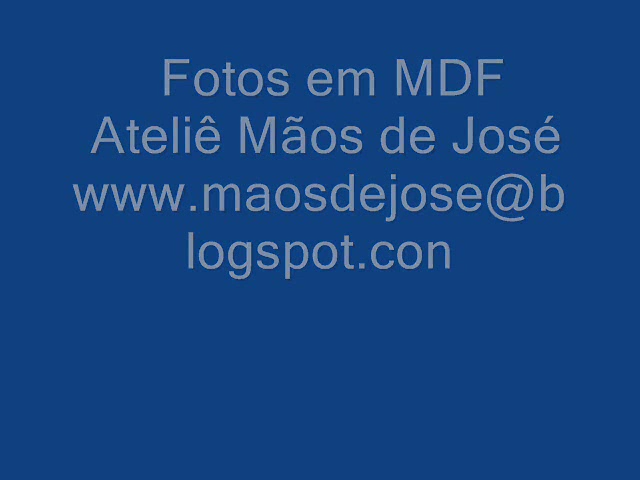 Fotos em MDF
Ateliê Mãos de José
www.maosdejose@b
logspot.con